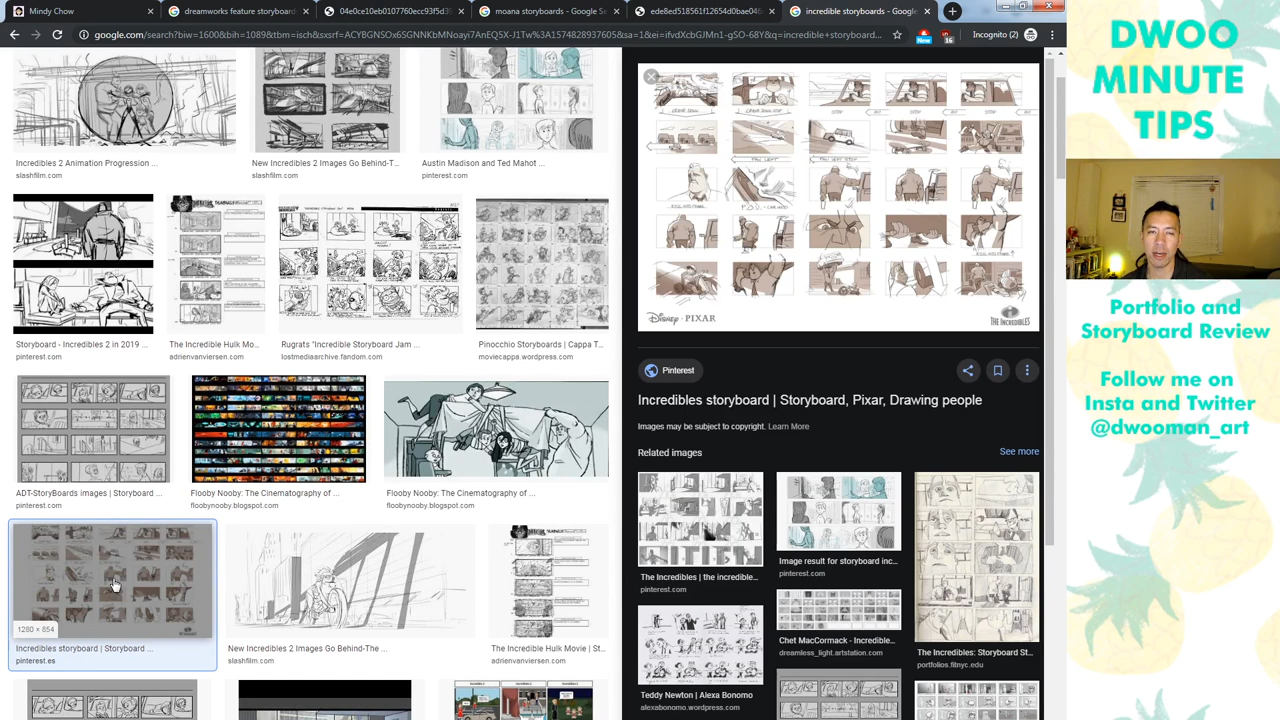 Mindy Chow
dreamworks feature storyboard
04e0ce10eb0107760ecc93f5d3
moana storyboards - Google Se
ede8ed518561f12654d0bae046
incredible storyboards - Google
google.com/search?biw=1600&bih=1089&tbm=isch&sxsrf=ACYBGNSOx6SGNNKbMNoayi7AnEQ5X-J1Tw%3A1574828937605&sa=1&ei=ifvdXcbGJMn1-gSO-68Y&q=incredible+storyboard...
New
16
Incognito (2)
Incredibles 2 Animation Progression ...
slashfilm.com
New Incredibles 2 Images Go Behind-T...
slashfilm.com
Austin Madison and Ted Mahot ...
pinterest.com
Storyboard - Incredibles 2 in 2019 ...
pinterest.com
The Incredible Hulk Mo...
adrienvanviersen.com
Rugrats "Incredible Storyboard Jam ...
lostmediaarchive.fandom.com
Pinocchio Storyboards | Cappa T...
moviecappa.wordpress.com
ADT-StoryBoards images | Storyboard ...
pinterest.com
Flooby Nooby: The Cinematography of ...
floobynooby.blogspot.com
Flooby Nooby: The Cinematography of ...
floobynooby.blogspot.com
1280 × 854
Incredibles storyboard | Storyboard ...
pinterest.es
New Incredibles 2 Images Go Behind-The ...
slashfilm.com
The Incredible Hulk Movie | St...
adrienvanviersen.com
Disney · PIXAR
THE INCREDIBLES
Pinterest
Incredibles storyboard | Storyboard, Pixar, Drawing people
Images may be subject to copyright. Learn More
Related images
See more
The Incredibles | the incredible...
pinterest.com
Image result for storyboard inc...
pinterest.com
Chet MacCormack - Incredible...
dreamless_light.artstation.com
The Incredibles: Storyboard St...
portfolios.fitnyc.edu
Teddy Newton | Alexa Bonomo
alexabonomo.wordpress.com
DWOO
MINUTE
TIPS
Portfolio and
Storyboard Review
Follow me on
Insta and Twitter
@dwooman_art